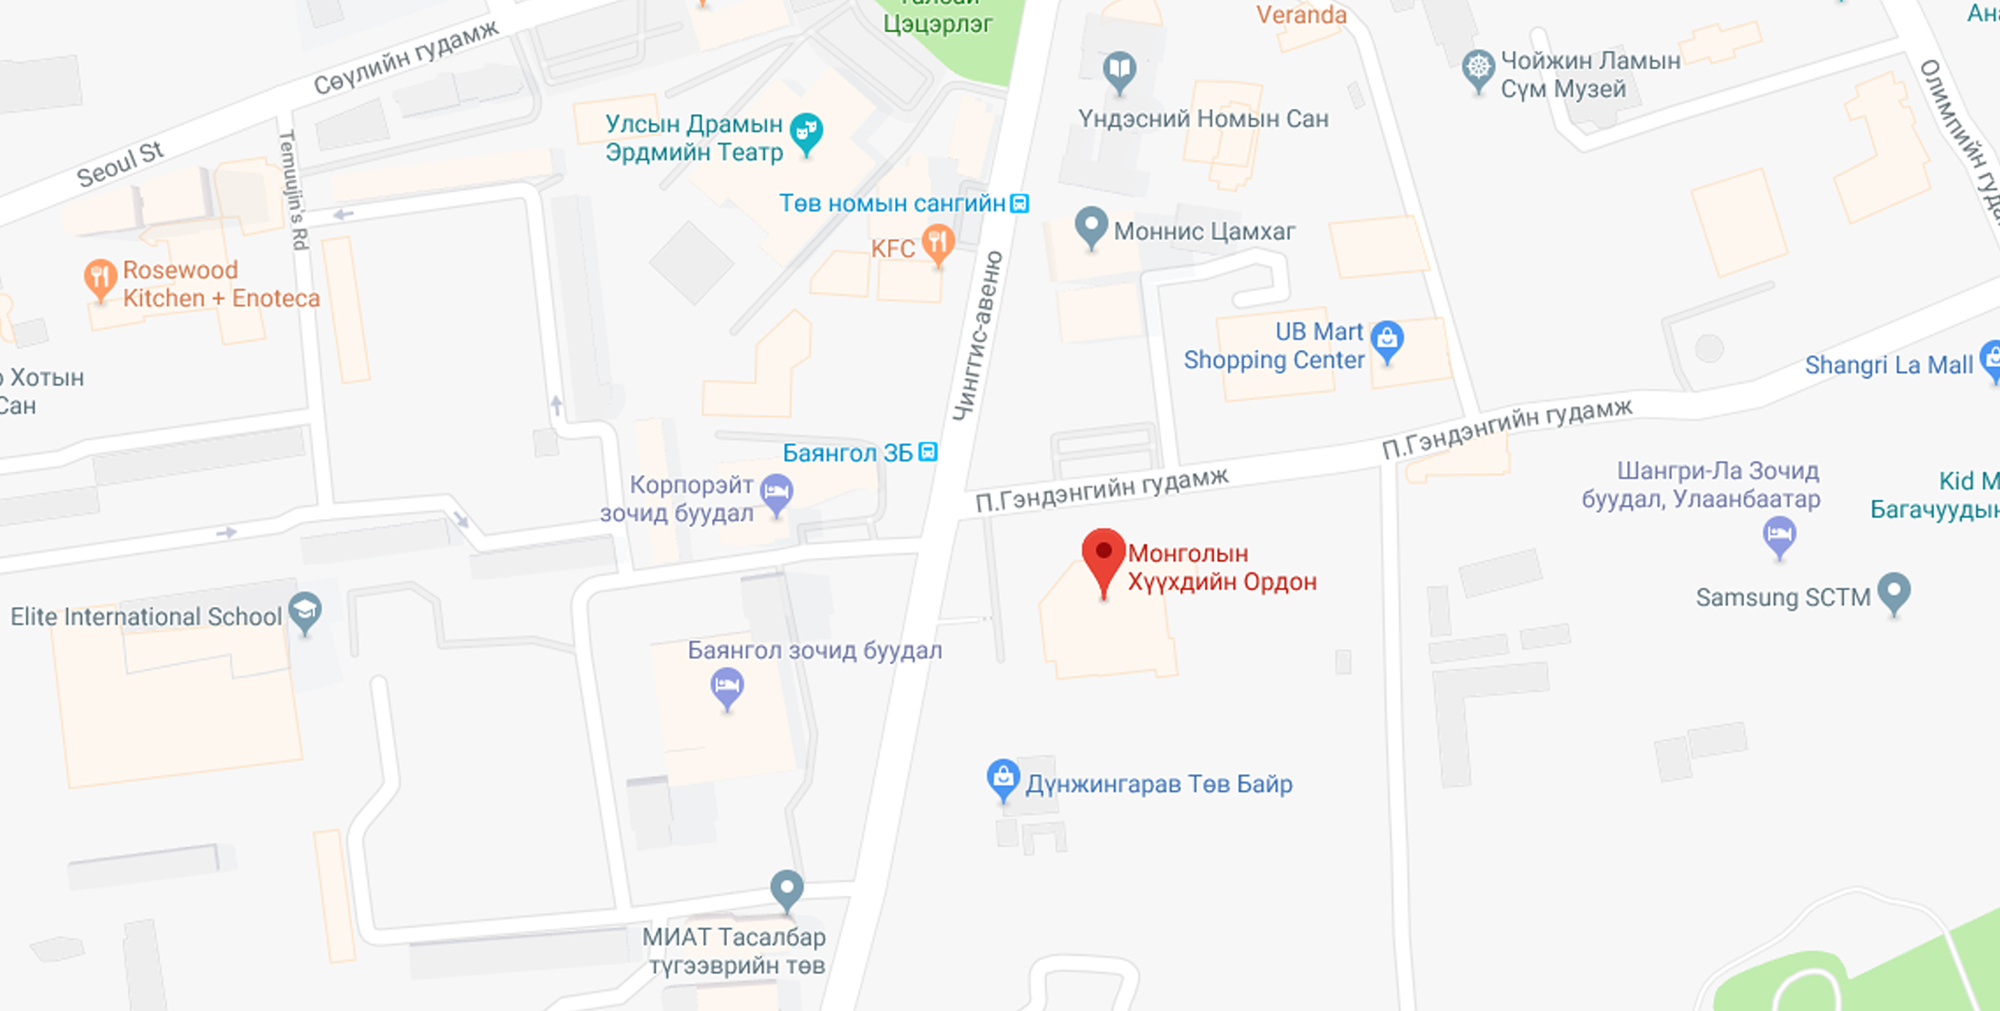 Цэцэрлэг
Veranda
Сөүлийн гудамж
Seoul St
Temuujin's Rd
Улсын Драмын
Эрдмийн Театр
Үндэсний Номын Сан
Чойжин Ламын
Сүм Музей
Төв номын сангийн
KFC
Моннис Цамхаг
Rosewood
Kitchen + Enoteca
Чинггис-авеню
UB Mart
Shopping Center
Shangri La Mall
Хотын
Сан
П.Гэндэнгийн гудамж
П.Гэндэнгийн гудамж
Баянгол ЗБ
Корпорэйт
зочид буудал
Шангри-Ла Зочид
буудал, Улаанбаатар
Kid M
Багачуудын
Монголын
Хүүхдийн Ордон
Samsung SCTM
Elite International School
Баянгол зочид буудал
Дүнжингарав Төв Байр
МИАТ Тасалбар
түгээврийн төв